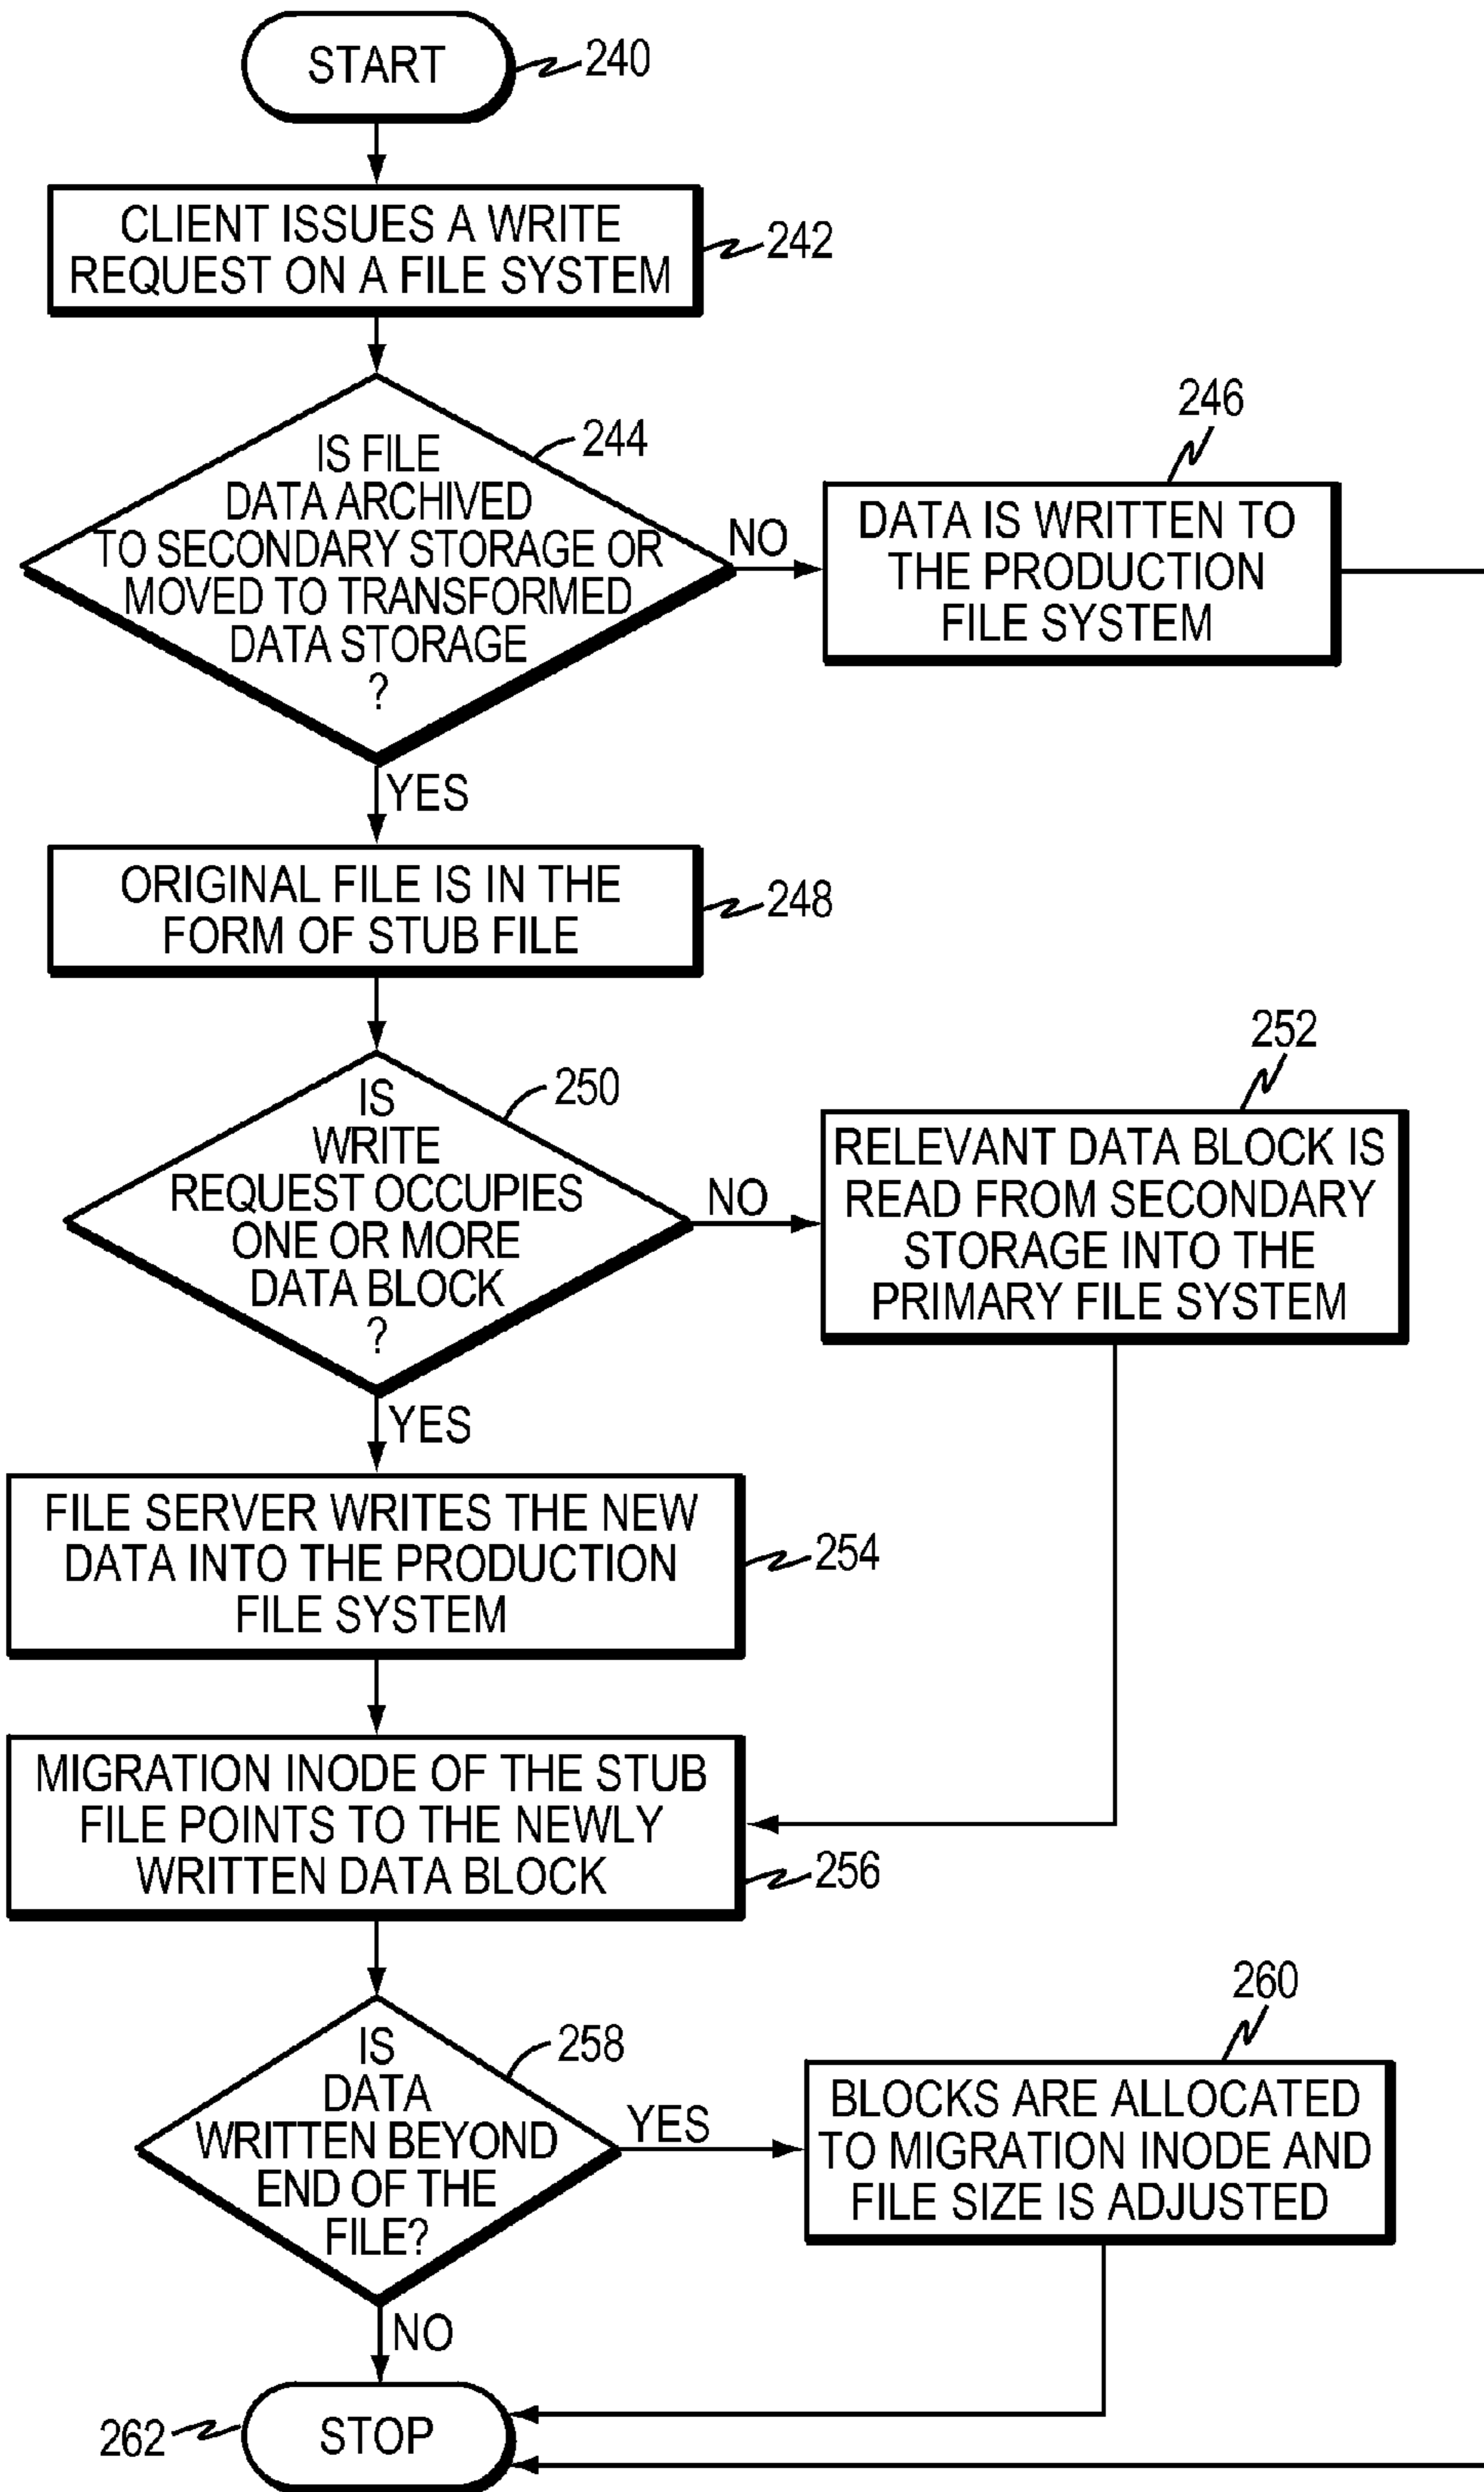 START
240
CLIENT ISSUES A WRITE
REQUEST ON A FILE SYSTEM
242
IS FILE
DATA ARCHIVED
TO SECONDARY STORAGE OR
MOVED TO TRANSFORMED
DATA STORAGE
?
244
NO
246
DATA IS WRITTEN TO
THE PRODUCTION
FILE SYSTEM
YES
ORIGINAL FILE IS IN THE
FORM OF STUB FILE
248
IS
WRITE
REQUEST OCCUPIES
ONE OR MORE
DATA BLOCK
?
250
NO
252
RELEVANT DATA BLOCK IS
READ FROM SECONDARY
STORAGE INTO THE
PRIMARY FILE SYSTEM
YES
FILE SERVER WRITES THE NEW
DATA INTO THE PRODUCTION
FILE SYSTEM
254
MIGRATION INODE OF THE STUB
FILE POINTS TO THE NEWLY
WRITTEN DATA BLOCK
256
IS
DATA
WRITTEN BEYOND
END OF THE
FILE?
258
YES
260
BLOCKS ARE ALLOCATED
TO MIGRATION INODE AND
FILE SIZE IS ADJUSTED
NO
262
STOP